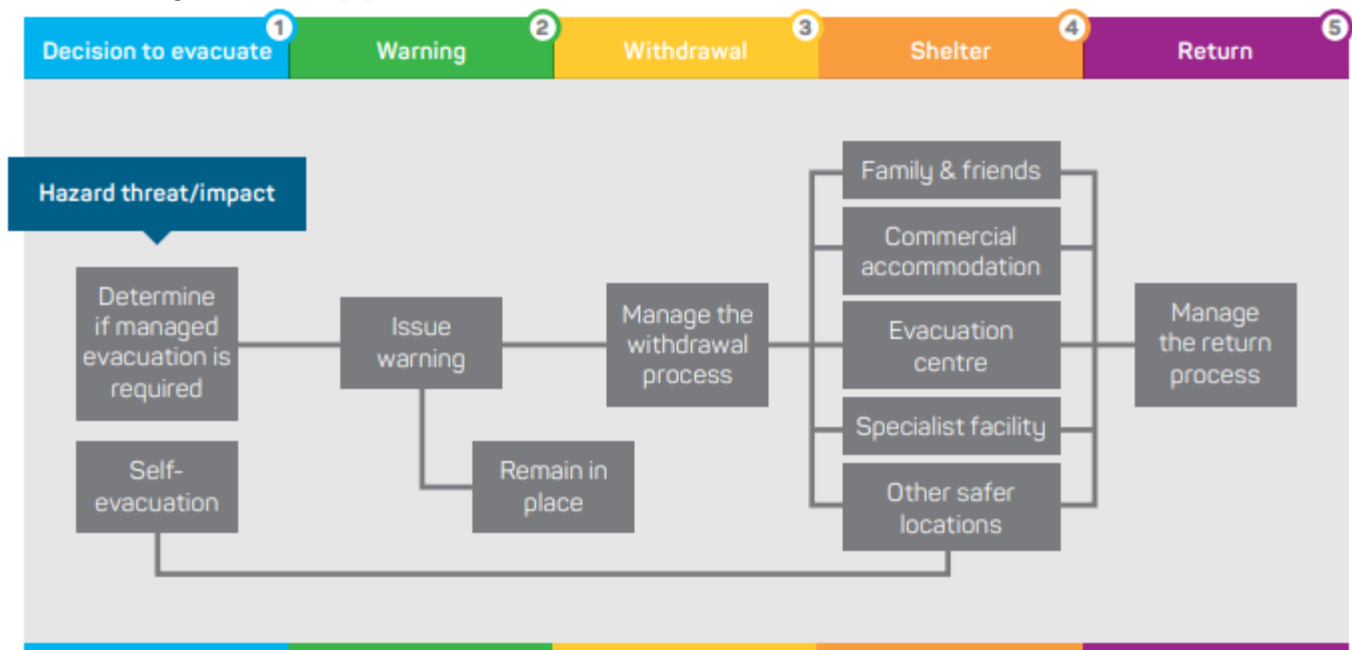 1
2
3
4
5
Decision to evacuate
Warning
Withdrawal
Shelter
Return
Hazard threat/impact
Determine
if managed
evacuation is
required
Self-
evacuation
Issue
warning
Remain in
place
Manage the
withdrawal
process
Family & friends
Commercial
accommodation
Evacuation
centre
Specialist facility
Other safer
locations
Manage
the return
process